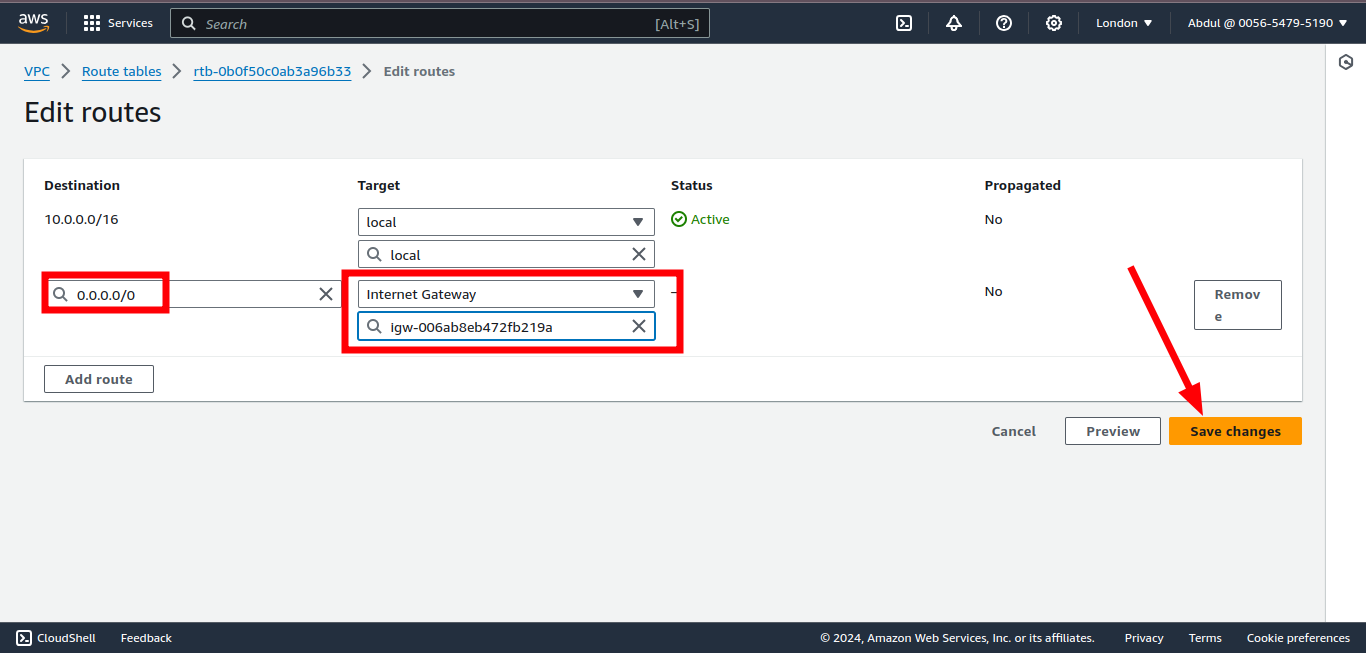 aws
Services
Search
[Alt+S]
London
Abdul @ 0056-5479-5190
VPC
Route tables
rtb-0b0f50c0ab3a96b33
Edit routes
Edit routes
Destination
Target
Status
Propagated
10.0.0.0/16
local
Active
No
local
0.0.0.0/0
Internet Gateway
–
No
Remov
e
igw-006ab8eb472fb219a
Add route
Cancel
Preview
Save changes
CloudShell
Feedback
© 2024, Amazon Web Services, Inc. or its affiliates.
Privacy
Terms
Cookie preferences